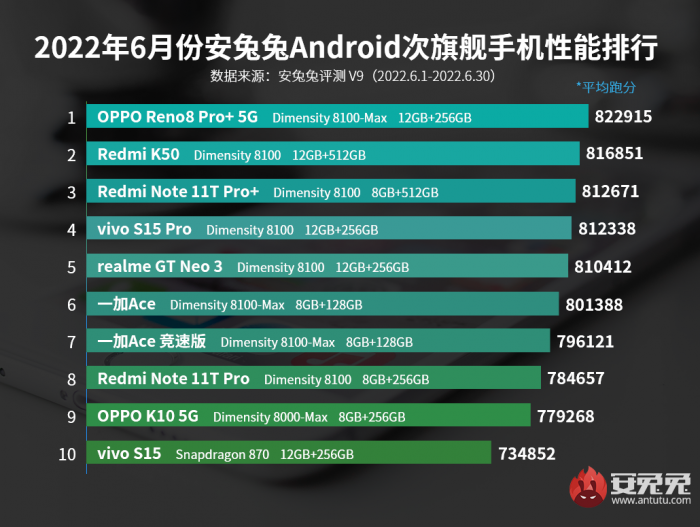 2022年6月份安兔兔Android次旗舰手机性能排行
数据来源：安兔兔评测 V9（2022.6.1-2022.6.30）
*平均跑分
1 OPPO Reno8 Pro+ 5G Dimensity 8100-Max 12GB+256GB 822915
2 Redmi K50 Dimensity 8100 12GB+512GB 816851
3 Redmi Note 11T Pro+ Dimensity 8100 8GB+512GB 812671
4 vivo S15 Pro Dimensity 8100 12GB+256GB 812338
5 realme GT Neo 3 Dimensity 8100 12GB+256GB 810412
6 一加Ace Dimensity 8100-Max 8GB+128GB 801388
7 一加Ace 竞速版 Dimensity 8100-Max 8GB+128GB 796121
8 Redmi Note 11T Pro Dimensity 8100 8GB+256GB 784657
9 OPPO K10 5G Dimensity 8000-Max 8GB+256GB 779268
10 vivo S15 Snapdragon 870 12GB+256GB 734852
安兔兔
www.antutu.com